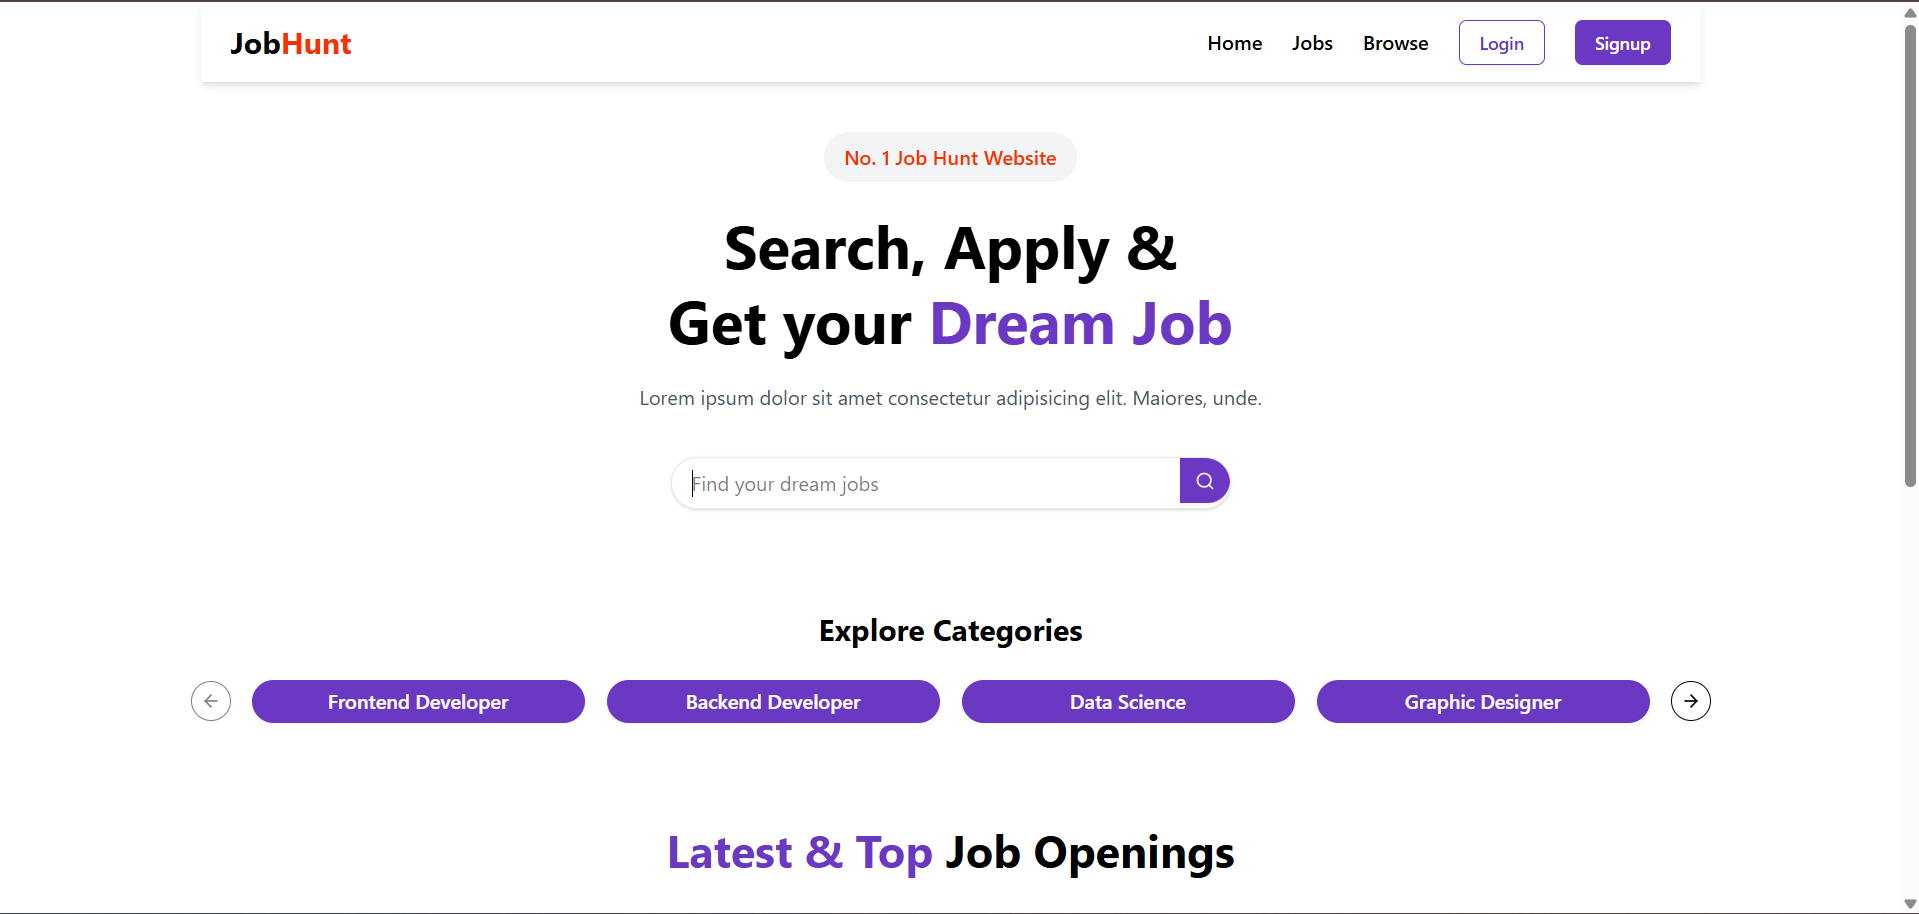 JobHunt
Home
Jobs
Browse
Login
Signup
No. 1 Job Hunt Website
Search, Apply &
Get your Dream Job
Lorem ipsum dolor sit amet consectetur adipisicing elit. Maiores, unde.
Find your dream jobs
Explore Categories
Frontend Developer
Backend Developer
Data Science
Graphic Designer
Latest & Top Job Openings